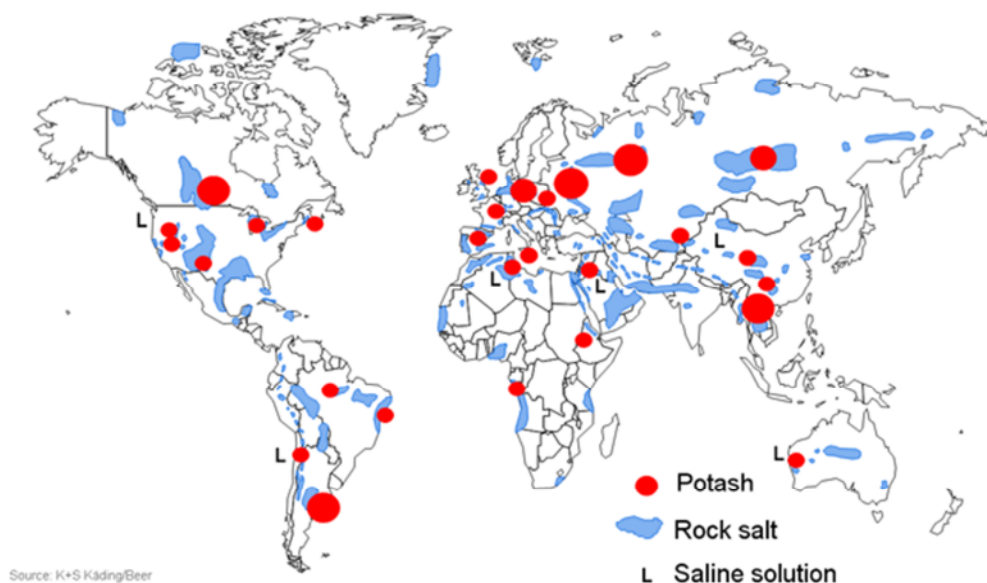 L
L
L
L
L
L
Potash
Rock salt
L Saline solution
Source: K+S Käding/Beer